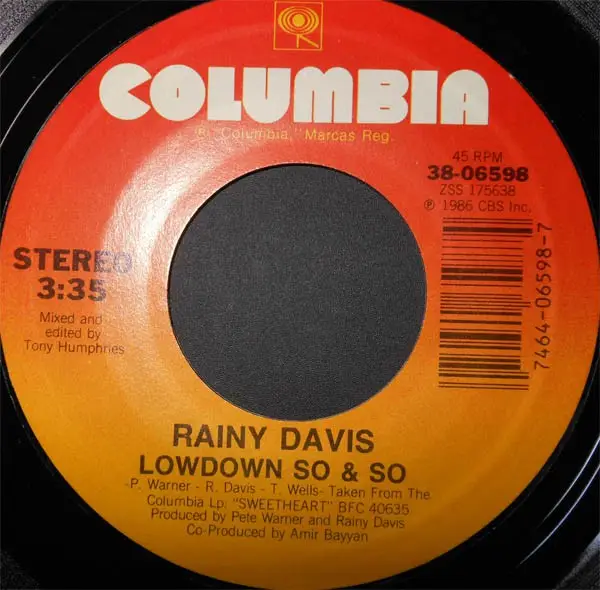 COLUMBIA
® "Columbia," Marcas Reg.
45 RPM
38-06598
ZSS 175638
℗ 1986 CBS Inc.
STEREO
3:35
Mixed and
edited by
Tony Humphries
7464-06598-7
RAINY DAVIS
LOWDOWN SO & SO
-P. Warner - R. Davis - T. Wells- Taken From The
Columbia Lp: "SWEETHEART" BFC 40635
Produced by Pete Warner and Rainy Davis
Co-Produced by Amir Bayyan